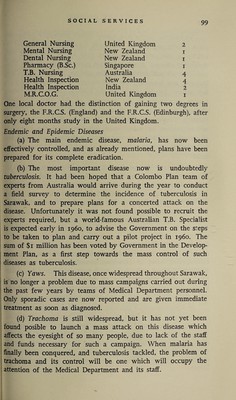 SOCIAL SERVICES 99
General Nursing United Kingdom 2
Mental Nursing New Zealand 1
Dental Nursing New Zealand 1
Pharmacy (B.Sc.) Singapore 1
T.B. Nursing Australia 4
Health Inspection New Zealand 4
Health Inspection India 2
M.R.C.O.G. United Kingdom 1
One local doctor had the distinction of gaining two degrees in
surgery, the F.R.C.S. (England) and the F.R.C.S. (Edinburgh), after
only eight months study in the United Kingdom.
Endemic and Epidemic Diseases
(a) The main endemic disease, malaria, has now been
effectively controlled, and as already mentioned, plans have been
prepared for its complete eradication.
(b) The most important disease now is undoubtedly
tuberculosis. It had been hoped that a Colombo Plan team of
experts from Australia would arrive during the year to conduct
a field survey to determine the incidence of tuberculosis in
Sarawak, and to prepare plans for a concerted attack on the
disease. Unfortunately it was not found possible to recruit the
experts required, but a world-famous Australian T.B. Specialist
is expected early in 1960, to advise the Government on the steps
to be taken to plan and carry out a pilot project in 1960. The
sum of $1 million has been voted by Government in the Develop-
ment Plan, as a first step towards the mass control of such
diseases as tuberculosis.
(c) Yaws. This disease, once widespread throughout Sarawak,
is no longer a problem due to mass campaigns carried out during
the past few years by teams of Medical Department personnel.
Only sporadic cases are now reported and are given immediate
treatment as soon as diagnosed.
(d) Trachoma is still widespread, but it has not yet been
found posible to launch a mass attack on this disease which
affects the eyesight of so many people, due to lack of the staff
and funds necessary for such a campaign. When malaria has
finally been conquered, and tuberculosis tackled, the problem of
trachoma and its control will be one which will occupy the
attention of the Medical Department and its staff.